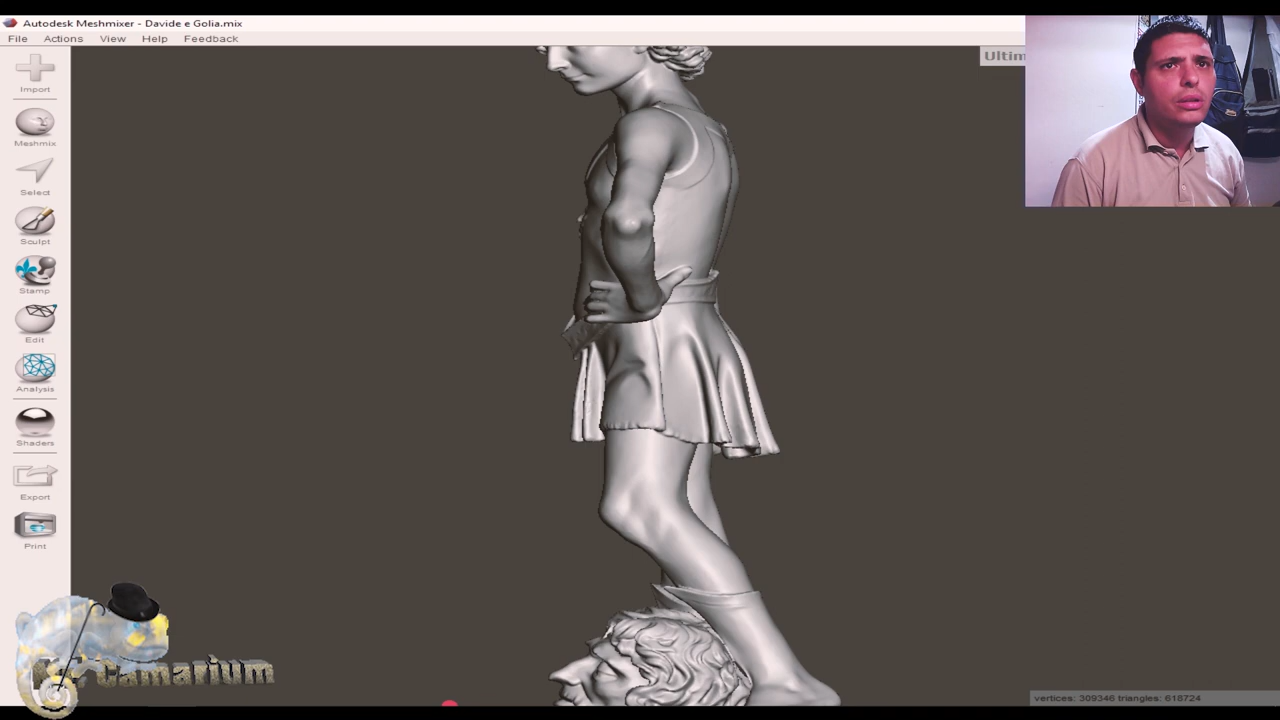 Autodesk Meshmixer - Davide e Golia.mix
File Actions View Help Feedback
Import
Meshmix
Select
Sculpt
Stamp
Edit
Analysis
Shaders
Export
Print
Camarium
vertices: 309346 triangles: 618724